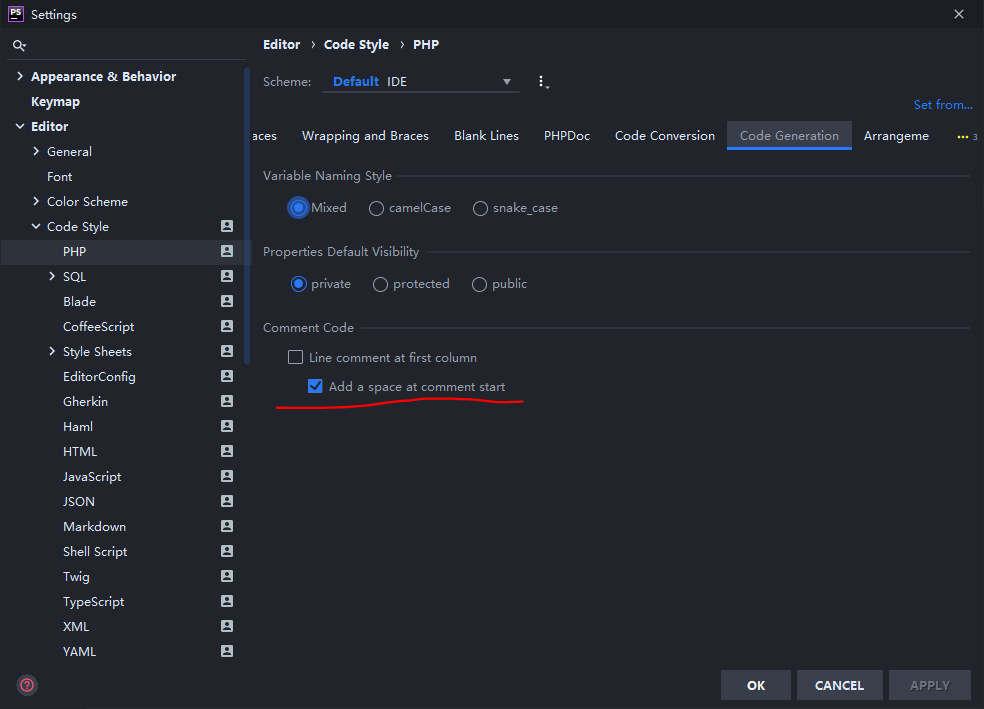 PS Settings
Editor › Code Style › PHP
Scheme: Default IDE
Set from...
aces Wrapping and Braces Blank Lines PHPDoc Code Conversion Code Generation Arrangeme ... 3
Appearance & Behavior
Keymap
Editor
General
Font
Color Scheme
Code Style
PHP
SQL
Blade
CoffeeScript
Style Sheets
EditorConfig
Gherkin
Haml
HTML
JavaScript
JSON
Markdown
Shell Script
Twig
TypeScript
XML
YAML
Variable Naming Style
Mixed camelCase snake_case
Properties Default Visibility
private protected public
Comment Code
Line comment at first column
Add a space at comment start
? OK CANCEL APPLY